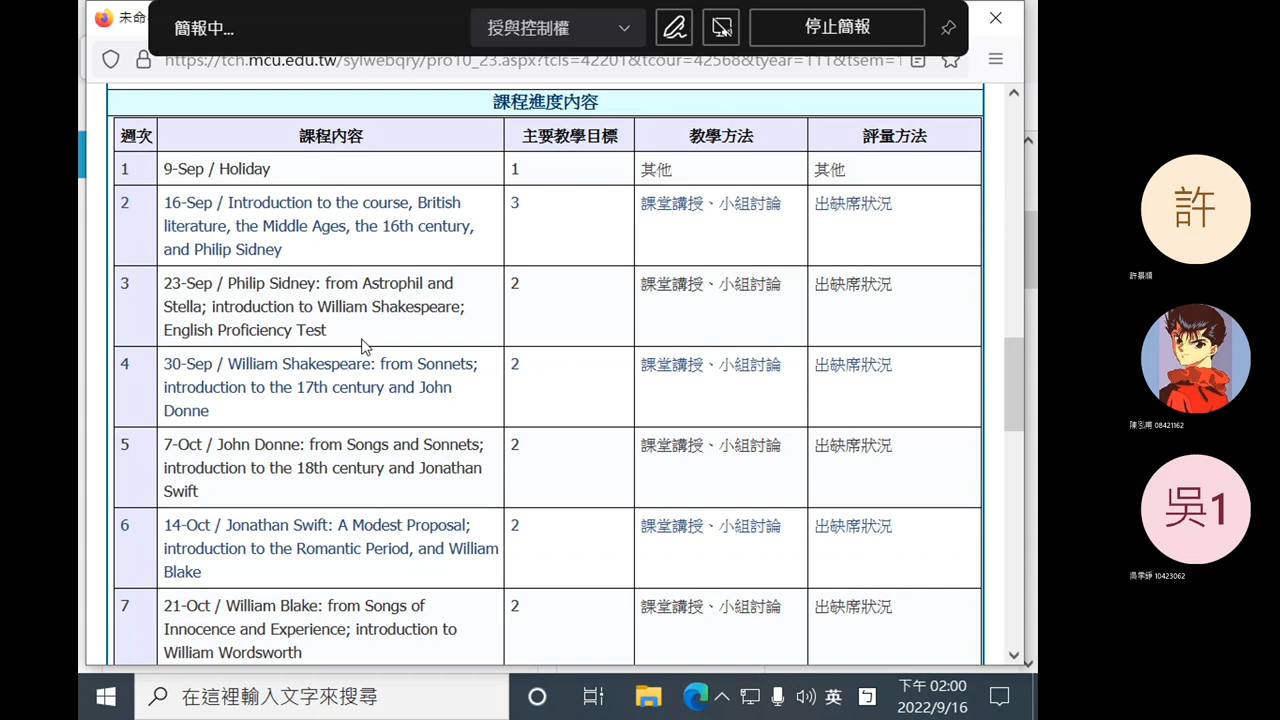 未命
簡報中...
授與控制權
停止簡報
https://tch.mcu.edu.tw/sylwebqry/pro10_23.aspx?tcls=42201&tcour=42568&tyear=111&tsem=1
課程進度內容
週次 課程內容 主要教學目標 教學方法 評量方法
1 9-Sep / Holiday 1 其他 其他
2 16-Sep / Introduction to the course, British 3 課堂講授、小組討論 出缺席狀況
literature, the Middle Ages, the 16th century,
and Philip Sidney
3 23-Sep / Philip Sidney: from Astrophil and 2 課堂講授、小組討論 出缺席狀況
Stella; introduction to William Shakespeare;
English Proficiency Test
4 30-Sep / William Shakespeare: from Sonnets; 2 課堂講授、小組討論 出缺席狀況
introduction to the 17th century and John
Donne
5 7-Oct / John Donne: from Songs and Sonnets; 2 課堂講授、小組討論 出缺席狀況
introduction to the 18th century and Jonathan
Swift
6 14-Oct / Jonathan Swift: A Modest Proposal; 2 課堂講授、小組討論 出缺席狀況
introduction to the Romantic Period, and William
Blake
7 21-Oct / William Blake: from Songs of 2 課堂講授、小組討論 出缺席狀況
Innocence and Experience; introduction to
William Wordsworth
在這裡輸入文字來搜尋
英
下午 02:00
2022/9/16
許
許景順
08421162
吳1
10423062